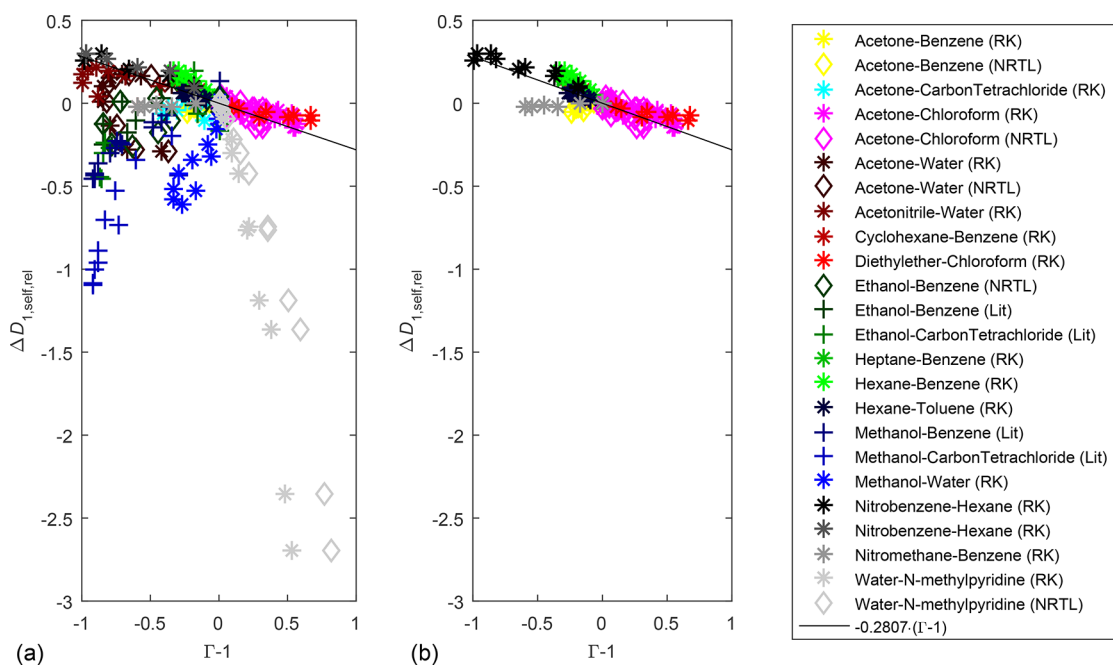 0.5
0
-0.5
-1
-1.5
-2
-2.5
-3
-1
-0.5
0
0.5
1
ΔD1,self,rel
Γ-1
(a)
0.5
0
-0.5
-1
-1.5
-2
-2.5
-3
-1
-0.5
0
0.5
1
ΔD1,self,rel
Γ-1
(b)
Acetone-Benzene (RK)
Acetone-Benzene (NRTL)
Acetone-CarbonTetrachloride (RK)
Acetone-Chloroform (RK)
Acetone-Chloroform (NRTL)
Acetone-Water (RK)
Acetone-Water (NRTL)
Acetonitrile-Water (RK)
Cyclohexane-Benzene (RK)
Diethylether-Chloroform (RK)
Ethanol-Benzene (NRTL)
Ethanol-Benzene (Lit)
Ethanol-CarbonTetrachloride (Lit)
Heptane-Benzene (RK)
Hexane-Benzene (RK)
Hexane-Toluene (RK)
Methanol-Benzene (Lit)
Methanol-CarbonTetrachloride (Lit)
Methanol-Water (RK)
Nitrobenzene-Hexane (RK)
Nitrobenzene-Hexane (RK)
Nitromethane-Benzene (RK)
Water-N-methylpyridine (RK)
Water-N-methylpyridine (NRTL)
-0.2807·(Γ-1)